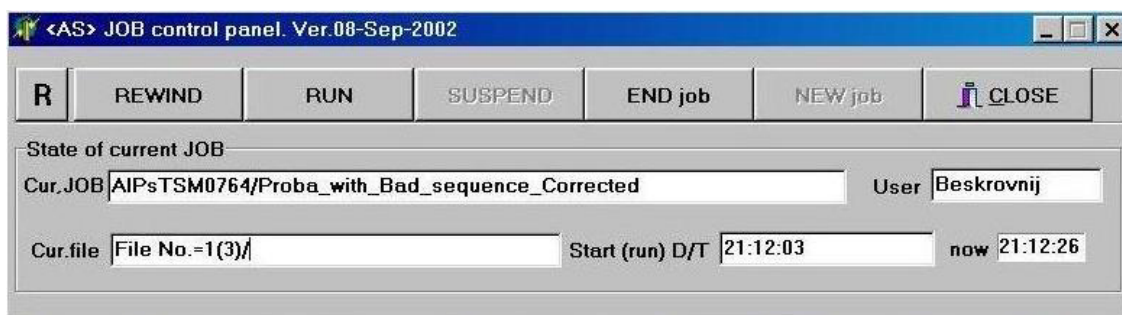 <AS> JOB control panel. Ver.08-Sep-2002
R REWIND RUN SUSPEND END job NEW job CLOSE
State of current JOB
Cur.JOB AIPsTSM0764/Proba_with_Bad_sequence_Corrected User Beskrovnij
Cur.file File No.=1(3)/ Start (run) D/T 21:12:03 now 21:12:26